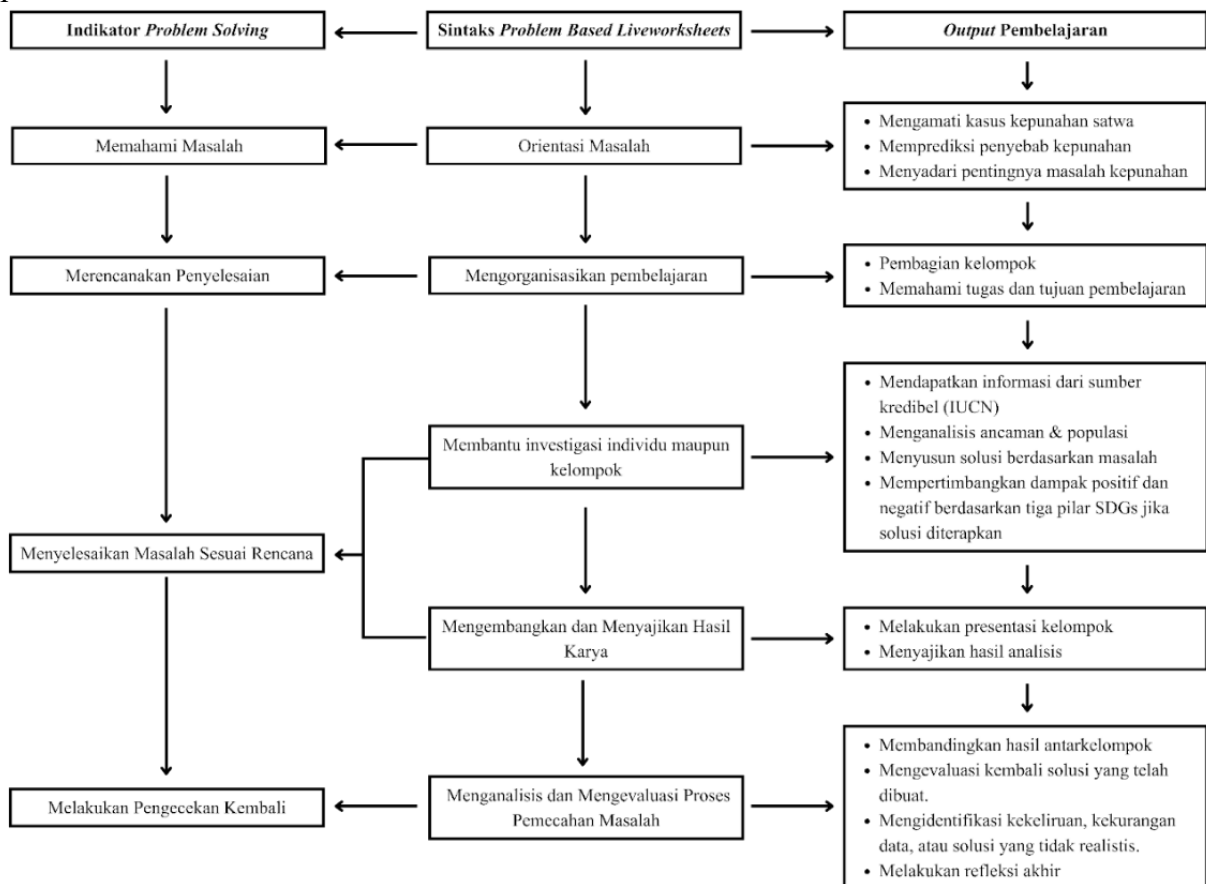 Indikator Problem Solving
Sintaks Problem Based Liveworksheets
Output Pembelajaran
Memahami Masalah
Orientasi Masalah
• Mengamati kasus kepunahan satwa
• Memprediksi penyebab kepunahan
• Menyadari pentingnya masalah kepunahan
Merencanakan Penyelesaian
Mengorganisasikan pembelajaran
• Pembagian kelompok
• Memahami tugas dan tujuan pembelajaran
Membantu investigasi individu maupun
kelompok
• Mendapatkan informasi dari sumber
kredibel (IUCN)
• Menganalisis ancaman & populasi
• Menyusun solusi berdasarkan masalah
• Mempertimbangkan dampak positif dan
negatif berdasarkan tiga pilar SDGs jika
solusi diterapkan
Menyelesaikan Masalah Sesuai Rencana
Mengembangkan dan Menyajikan Hasil
Karya
• Melakukan presentasi kelompok
• Menyajikan hasil analisis
Melakukan Pengecekan Kembali
Menganalisis dan Mengevaluasi Proses
Pemecahan Masalah
• Membandingkan hasil antarkelompok
• Mengevaluasi kembali solusi yang telah
dibuat.
• Mengidentifikasi kekeliruan, kekurangan
data, atau solusi yang tidak realistis.
• Melakukan refleksi akhir